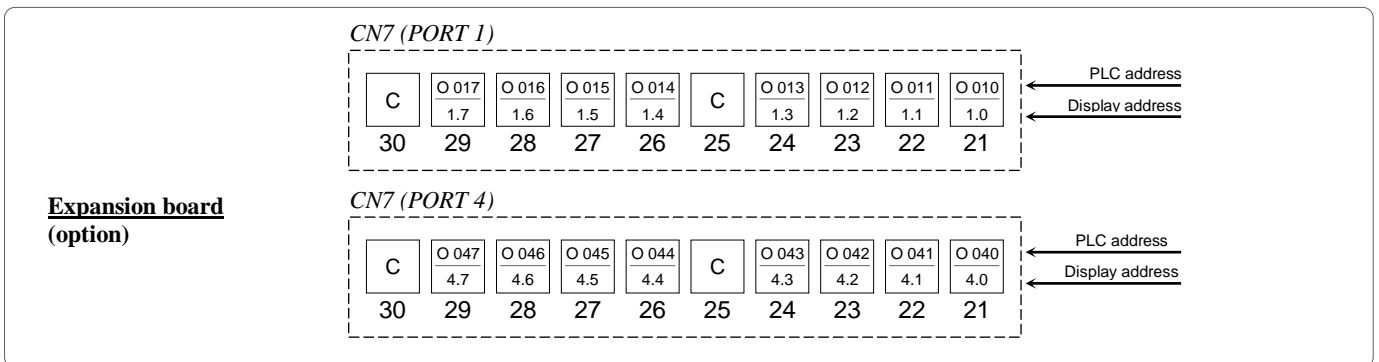 CN7 (PORT 1)
C O 017 O 016 O 015 O 014 C O 013 O 012 O 011 O 010 PLC address
1.7 1.6 1.5 1.4 1.3 1.2 1.1 1.0 Display address
30 29 28 27 26 25 24 23 22 21
Expansion board
(option)
CN7 (PORT 4)
C O 047 O 046 O 045 O 044 C O 043 O 042 O 041 O 040 PLC address
4.7 4.6 4.5 4.4 4.3 4.2 4.1 4.0 Display address
30 29 28 27 26 25 24 23 22 21